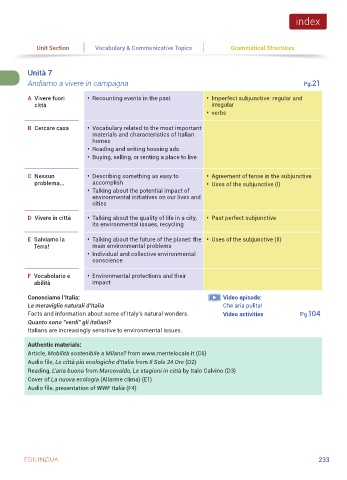 index
Unit Section Vocabulary & Communicative Topics Grammatical Structures
Unità 7
Andiamo a vivere in campagna Pg.21
A Vivere fuori città
• Recounting events in the past
• Imperfect subjunctive: regular and irregular
• verbs
B Cercare casa
• Vocabulary related to the most important
materials and characteristics of Italian
homes
• Reading and writing housing ads
• Buying, selling, or renting a place to live
C Nessun problema...
• Describing something as easy to
accomplish
• Talking about the potential impact of
environmental initiatives on our lives and
cities
• Agreement of tense in the subjunctive
• Uses of the subjunctive (I)
D Vivere in città
• Talking about the quality of life in a city,
its environmental issues, recycling
• Past perfect subjunctive
E Salviamo la Terra!
• Talking about the future of the planet: the
main environmental problems
• Individual and collective environmental
conscience
• Uses of the subjunctive (II)
F Vocabolario e abilità
• Environmental protections and their
impact
Conosciamo l'Italia:
Le meraviglie naturali d'Italia
Facts and information about some of Italy's natural wonders.
Quanto sono "verdi" gli italiani?
Italians are increasingly sensitive to environmental issues.
Video episode:
Che aria pulita!
Video activities Pg.104
Authentic materials:
Article, Mobilità sostenibile a Milano? from www.mentelocale.it (D6)
Audio file, Le città più ecologiche d'Italia from Il Sole 24 Ore (D2)
Reading, L'aria buona from Marcovaldo, Le stagioni in città by Italo Calvino (D3)
Cover of La nuova ecologia (Allarme clima) (E1)
Audio file, presentation of WWF Italia (F4)
EDILINGUA 233